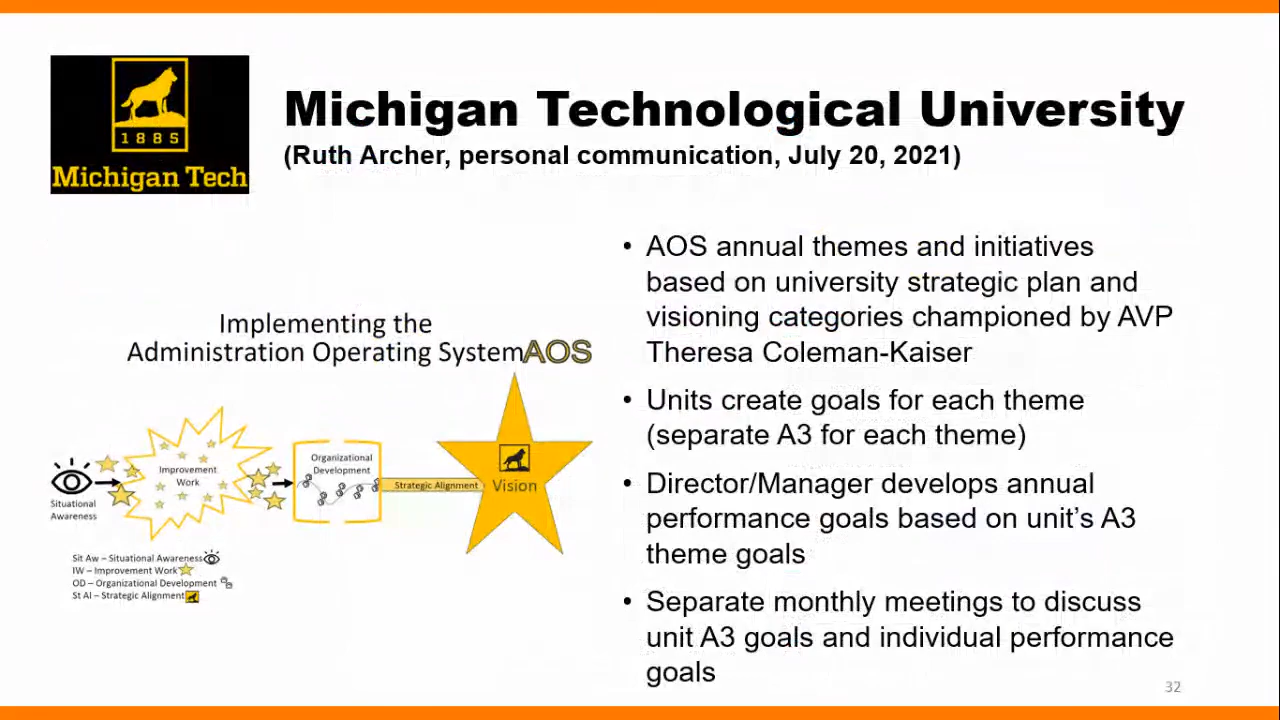 1885
Michigan Tech
Michigan Technological University
(Ruth Archer, personal communication, July 20, 2021)
Implementing the
Administration Operating System AOS
Situational
Awareness
Improvement
Work
Organizational
Development
Strategic Alignment
Vision
Sit Aw – Situational Awareness
IW – Improvement Work
OD – Organizational Development
St Al – Strategic Alignment
• AOS annual themes and initiatives
based on university strategic plan and
visioning categories championed by AVP
Theresa Coleman-Kaiser
• Units create goals for each theme
(separate A3 for each theme)
• Director/Manager develops annual
performance goals based on unit's A3
theme goals
• Separate monthly meetings to discuss
unit A3 goals and individual performance
goals
32